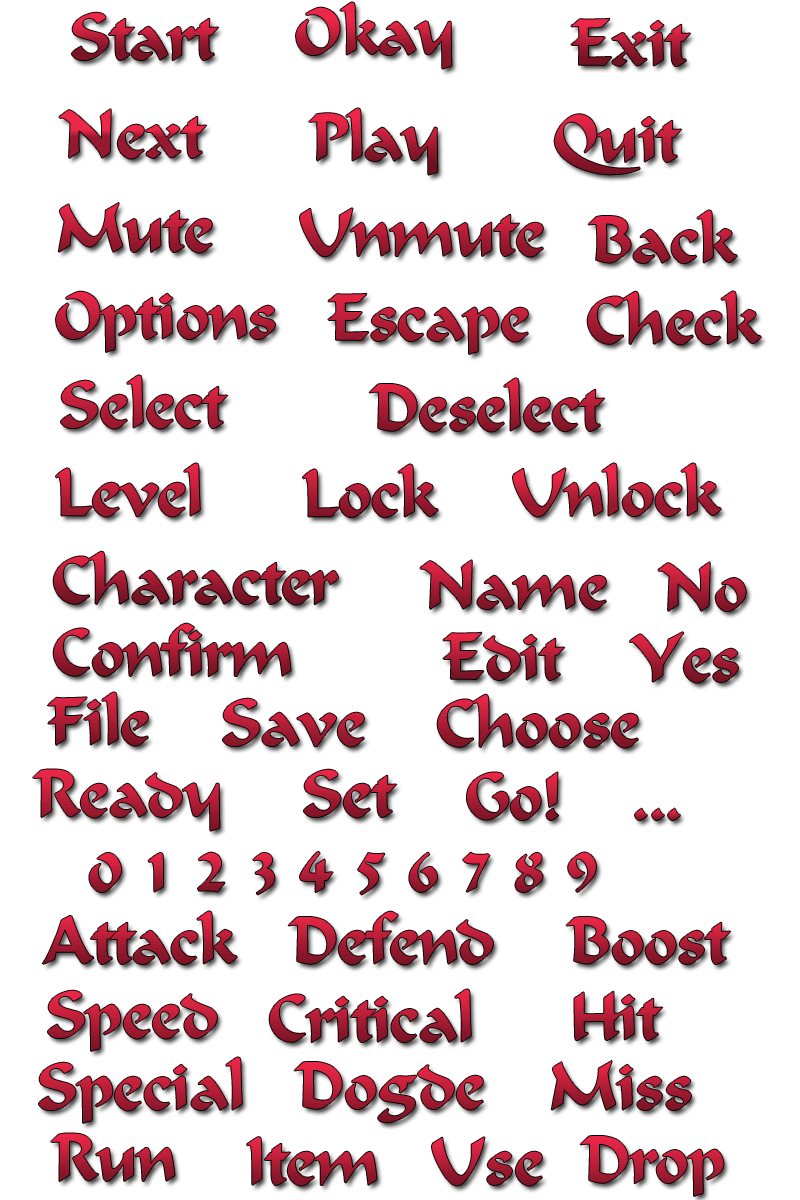 Start Okay Exit
Next Play Quit
Mute Unmute Back
Options Escape Check
Select Deselect
Level Lock Unlock
Character Name No
Confirm Edit Yes
File Save Choose
Ready Set Go! ...
0 1 2 3 4 5 6 7 8 9
Attack Defend Boost
Speed Critical Hit
Special Dogde Miss
Run Item Use Drop